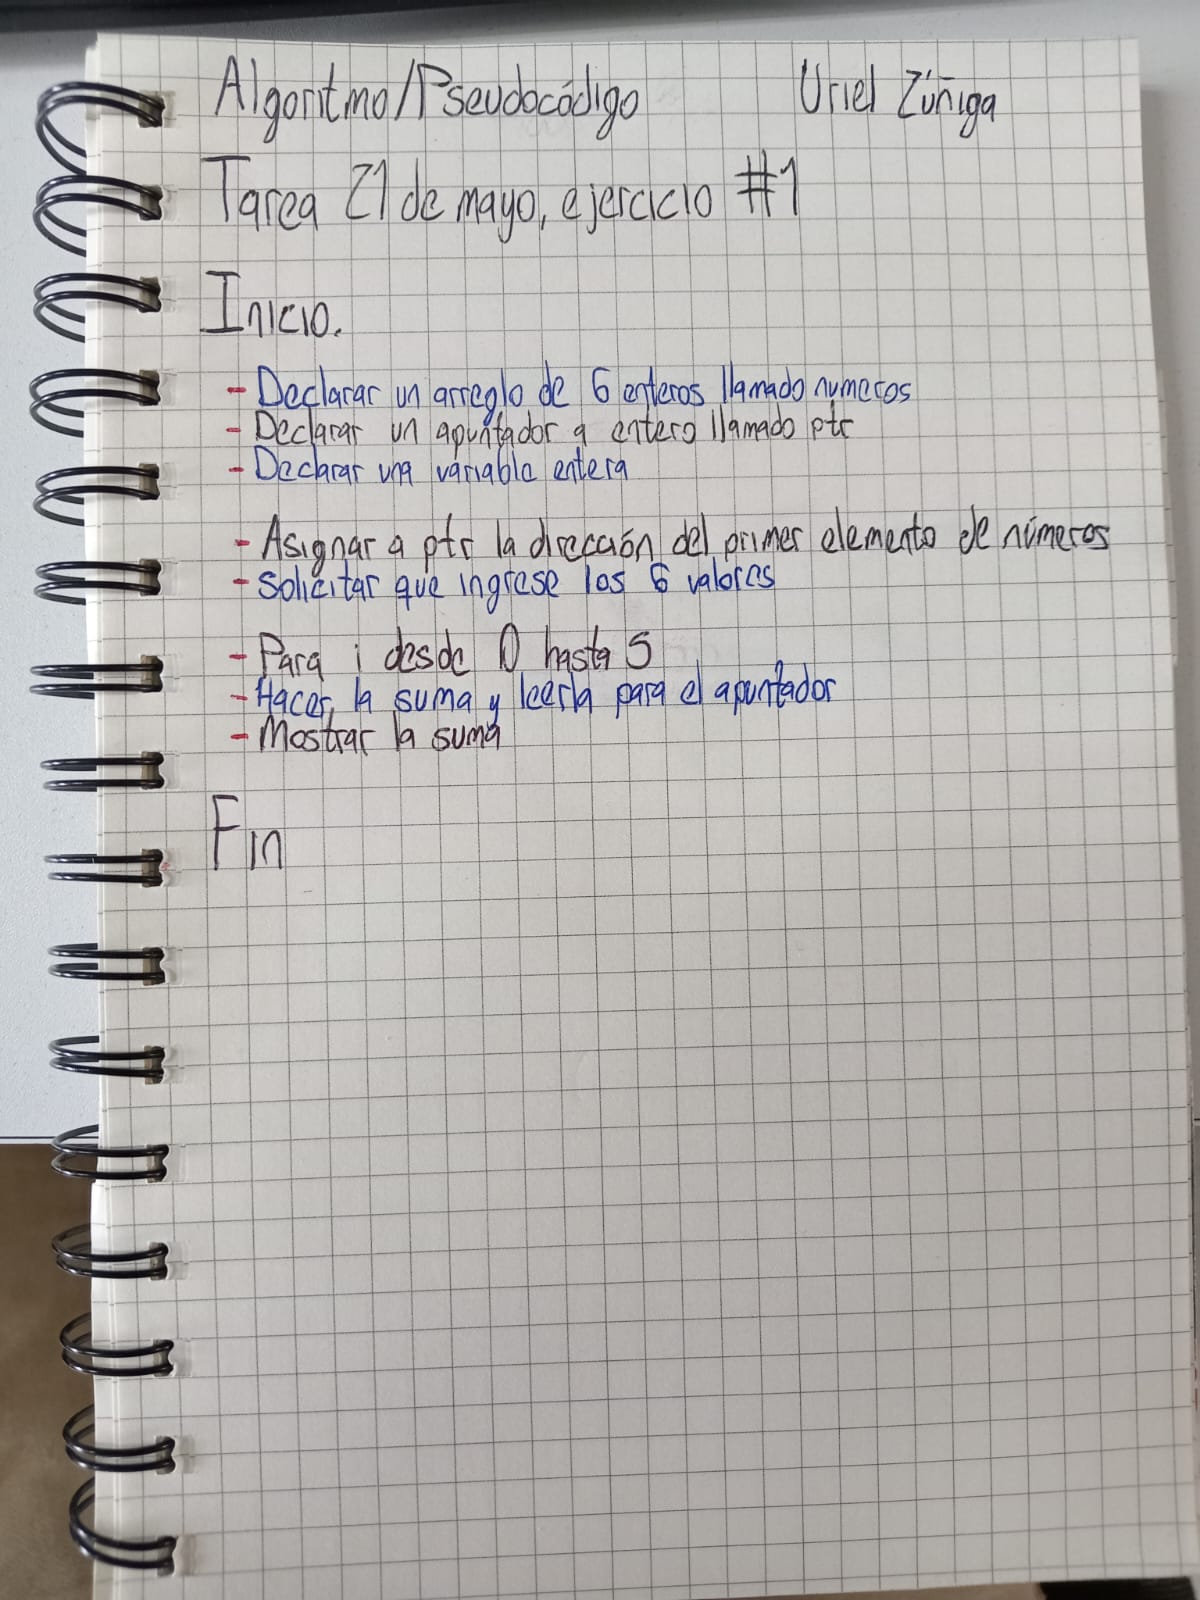 Algoritmo/Pseudocódigo Uriel Zúñiga
Tarea 21 de mayo, ejercicio #1
Inicio.
- Declarar un arreglo de 6 enteros llamado numeros
- Declarar un apuntador a entero llamado ptr
- Declarar una variable entera
- Asignar a ptr la dirección del primer elemento de números
- Solicitar que ingrese los 6 valores
- Para i desde 0 hasta 5
- Hacer la suma y leerla para el apuntador
- Mostrar la suma
Fin